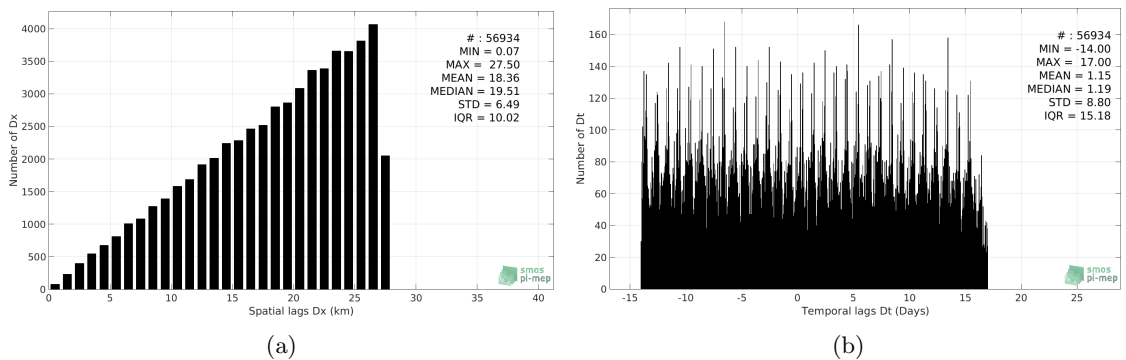 4000
3500
3000
2500
2000
1500
1000
500
0
Number of Dx
0
5
10
15
20
25
30
35
40
Spatial lags Dx (km)
# : 56934
MIN = 0.07
MAX = 27.50
MEAN = 18.36
MEDIAN = 19.51
STD = 6.49
IQR = 10.02
smos
pi-mep
(a)
160
140
120
100
80
60
40
20
0
Number of Dt
-15
-10
-5
0
5
10
15
20
25
Temporal lags Dt (Days)
# : 56934
MIN = -14.00
MAX = 17.00
MEAN = 1.15
MEDIAN = 1.19
STD = 8.80
IQR = 15.18
smos
pi-mep
(b)